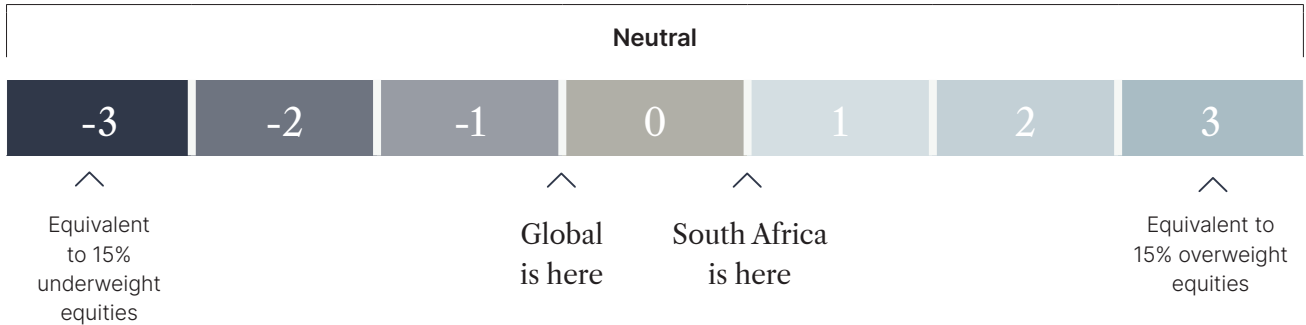 Neutral
-3 -2 -1 0 1 2 3
Equivalent
to 15%
underweight
equities
Global
is here
South Africa
is here
Equivalent to
15% overweight
equities